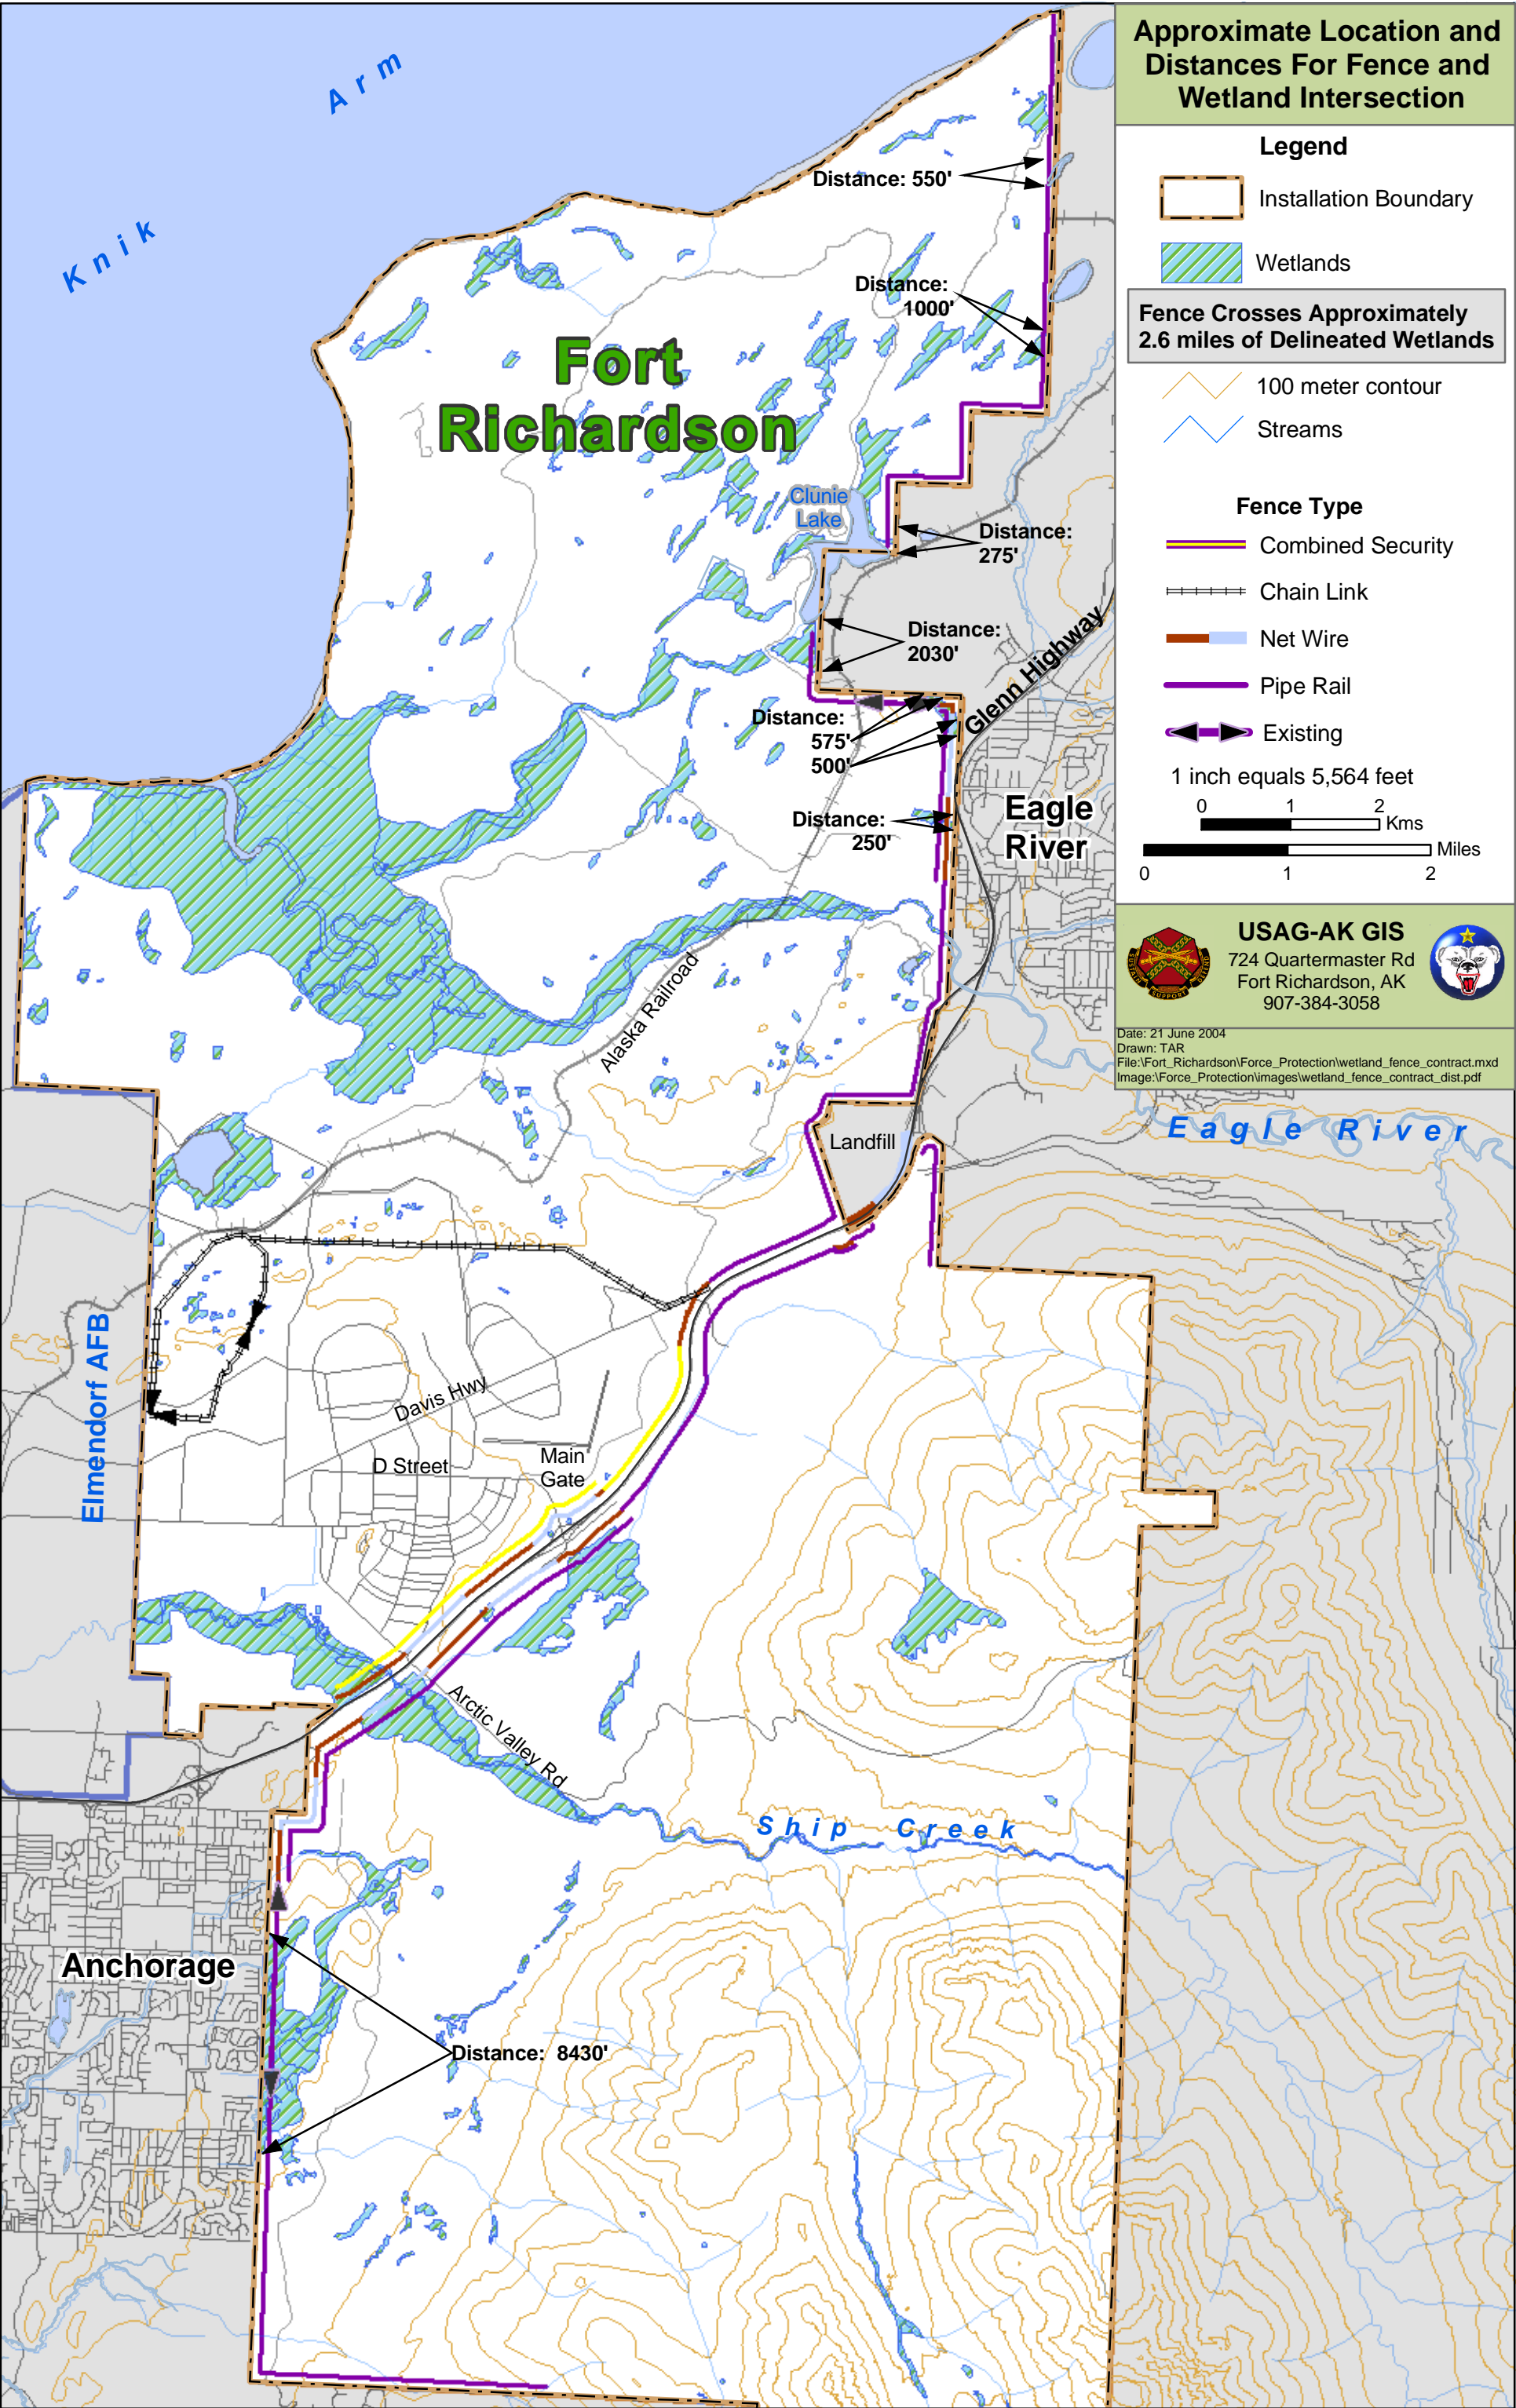 Approximate Location and
Distances For Fence and
Wetland Intersection
Legend
Installation Boundary
Wetlands
Fence Crosses Approximately
2.6 miles of Delineated Wetlands
100 meter contour
Streams
Fence Type
Combined Security
Chain Link
Net Wire
Pipe Rail
Existing
1 inch equals 5,564 feet
0 1 2
Kms
Miles
0 1 2
USAG-AK GIS
724 Quartermaster Rd
Fort Richardson, AK
907-384-3058
SUPPORT
Date: 21 June 2004
Drawn: TAR
File:\Fort_Richardson\Force_Protection\wetland_fence_contract.mxd
Image:\Force_Protection\images\wetland_fence_contract_dist.pdf
Knik Arm
Distance: 550'
Distance:
1000'
Fort
Richardson
Clunie
Lake
Distance:
275'
Distance:
2030'
Glenn Highway
Distance:
575'
500'
Distance:
250'
Eagle
River
Alaska Railroad
Landfill
Eagle River
Elmendorf AFB
Davis Hwy
D Street
Main
Gate
Arctic Valley Rd
Ship Creek
Anchorage
Distance: 8430'